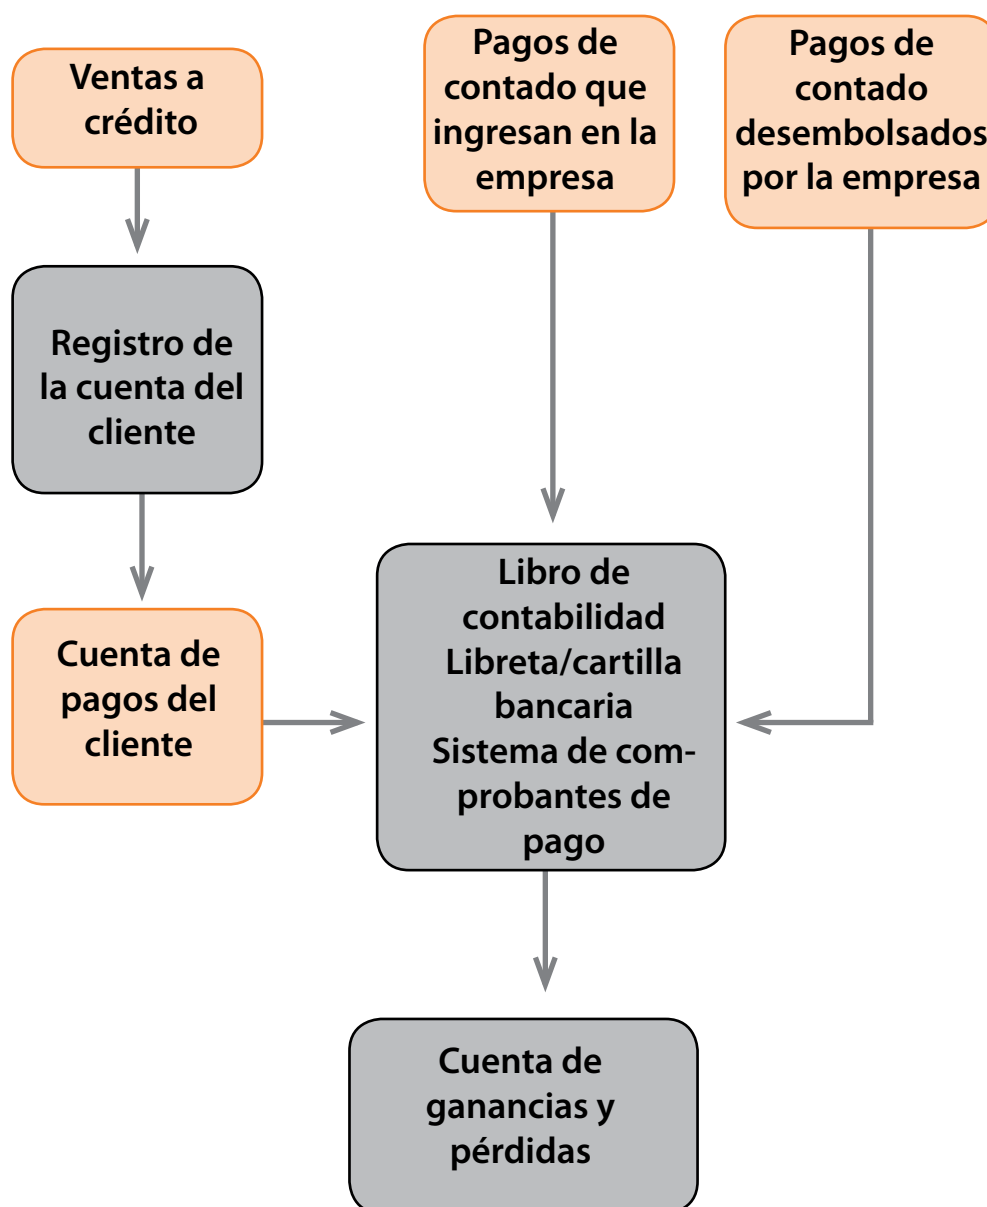 Ventas a
crédito
Pagos de
contado que
ingresan en la
empresa
Pagos de
contado
desembolsados
por la empresa
Registro de
la cuenta del
cliente
Cuenta de
pagos del
cliente
Libro de
contabilidad
Libreta/cartilla
bancaria
Sistema de com-
probantes de
pago
Cuenta de
ganancias y
pérdidas